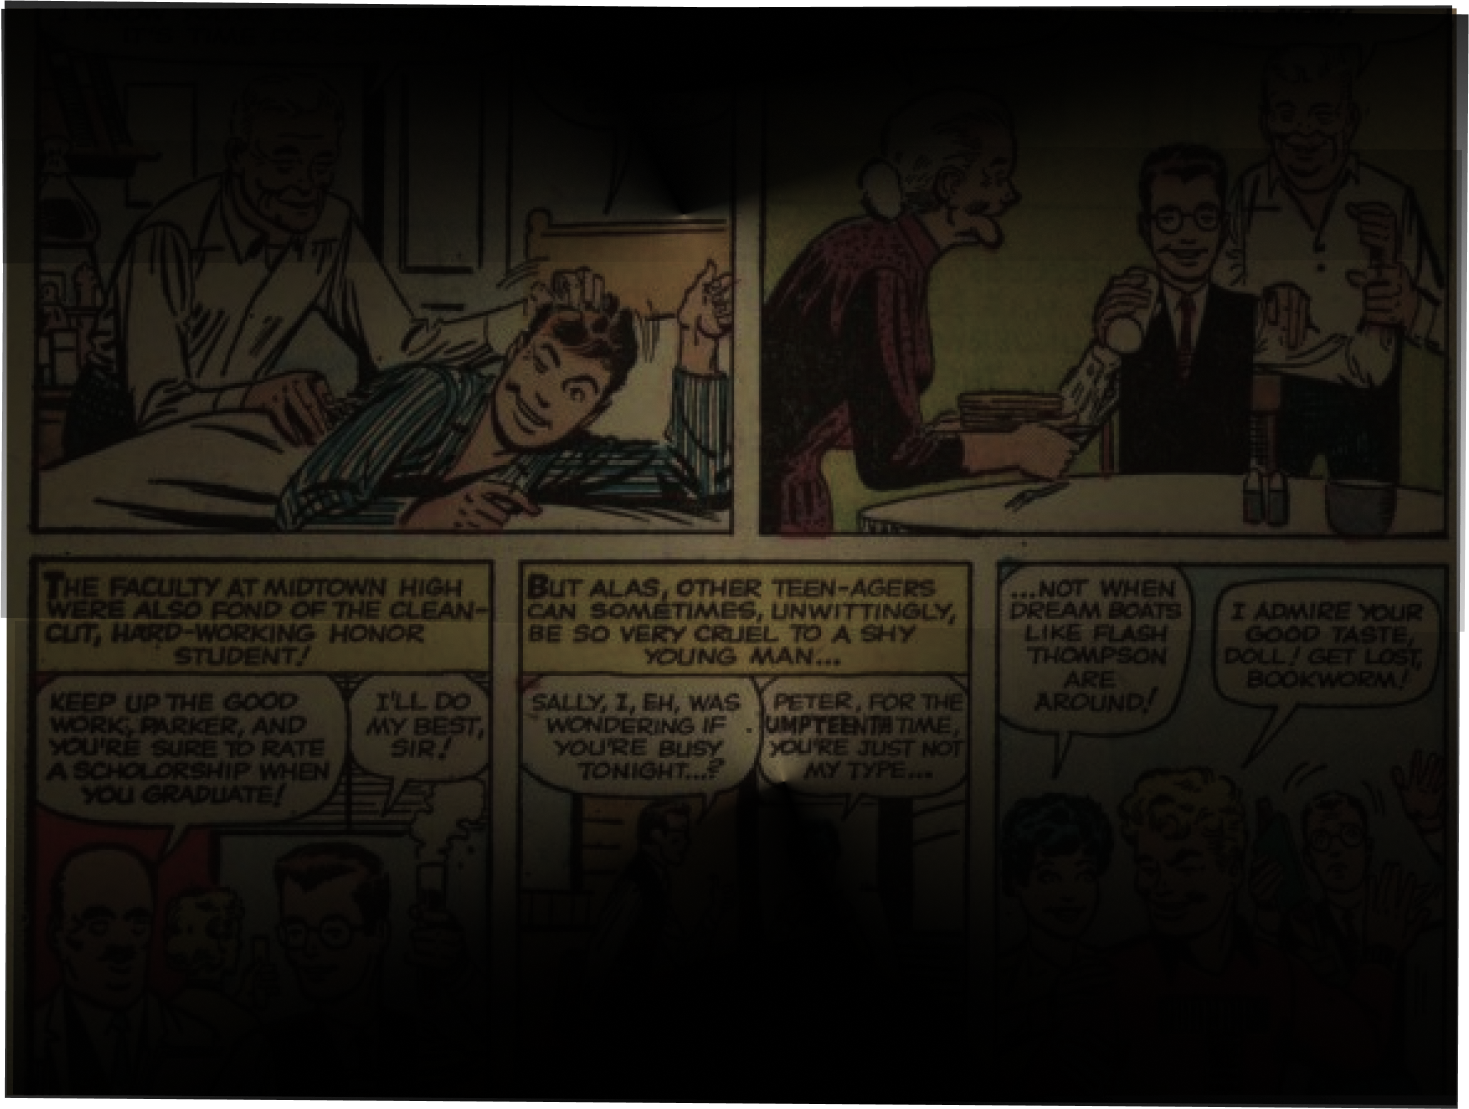 THE FACULTY AT MIDTOWN HIGH
WERE ALSO FOND OF THE CLEAN-
CUT, HARD-WORKING HONOR
STUDENT!
KEEP UP THE GOOD
WORK, PARKER, AND
YOU'RE SURE TO RATE
A SCHOLORSHIP WHEN
YOU GRADUATE!
I'LL DO
MY BEST,
SIR!
BUT ALAS, OTHER TEEN-AGERS
CAN SOMETIMES, UNWITTINGLY,
BE SO VERY CRUEL TO A SHY
YOUNG MAN...
SALLY, I, EH, WAS
WONDERING IF
YOU'RE BUSY
TONIGHT...?
PETER, FOR THE
UMPTEENTH TIME,
YOU'RE JUST NOT
MY TYPE...
...NOT WHEN
DREAM BOATS
LIKE FLASH
THOMPSON
ARE
AROUND!
I ADMIRE YOUR
GOOD TASTE,
DOLL! GET LOST,
BOOKWORM!